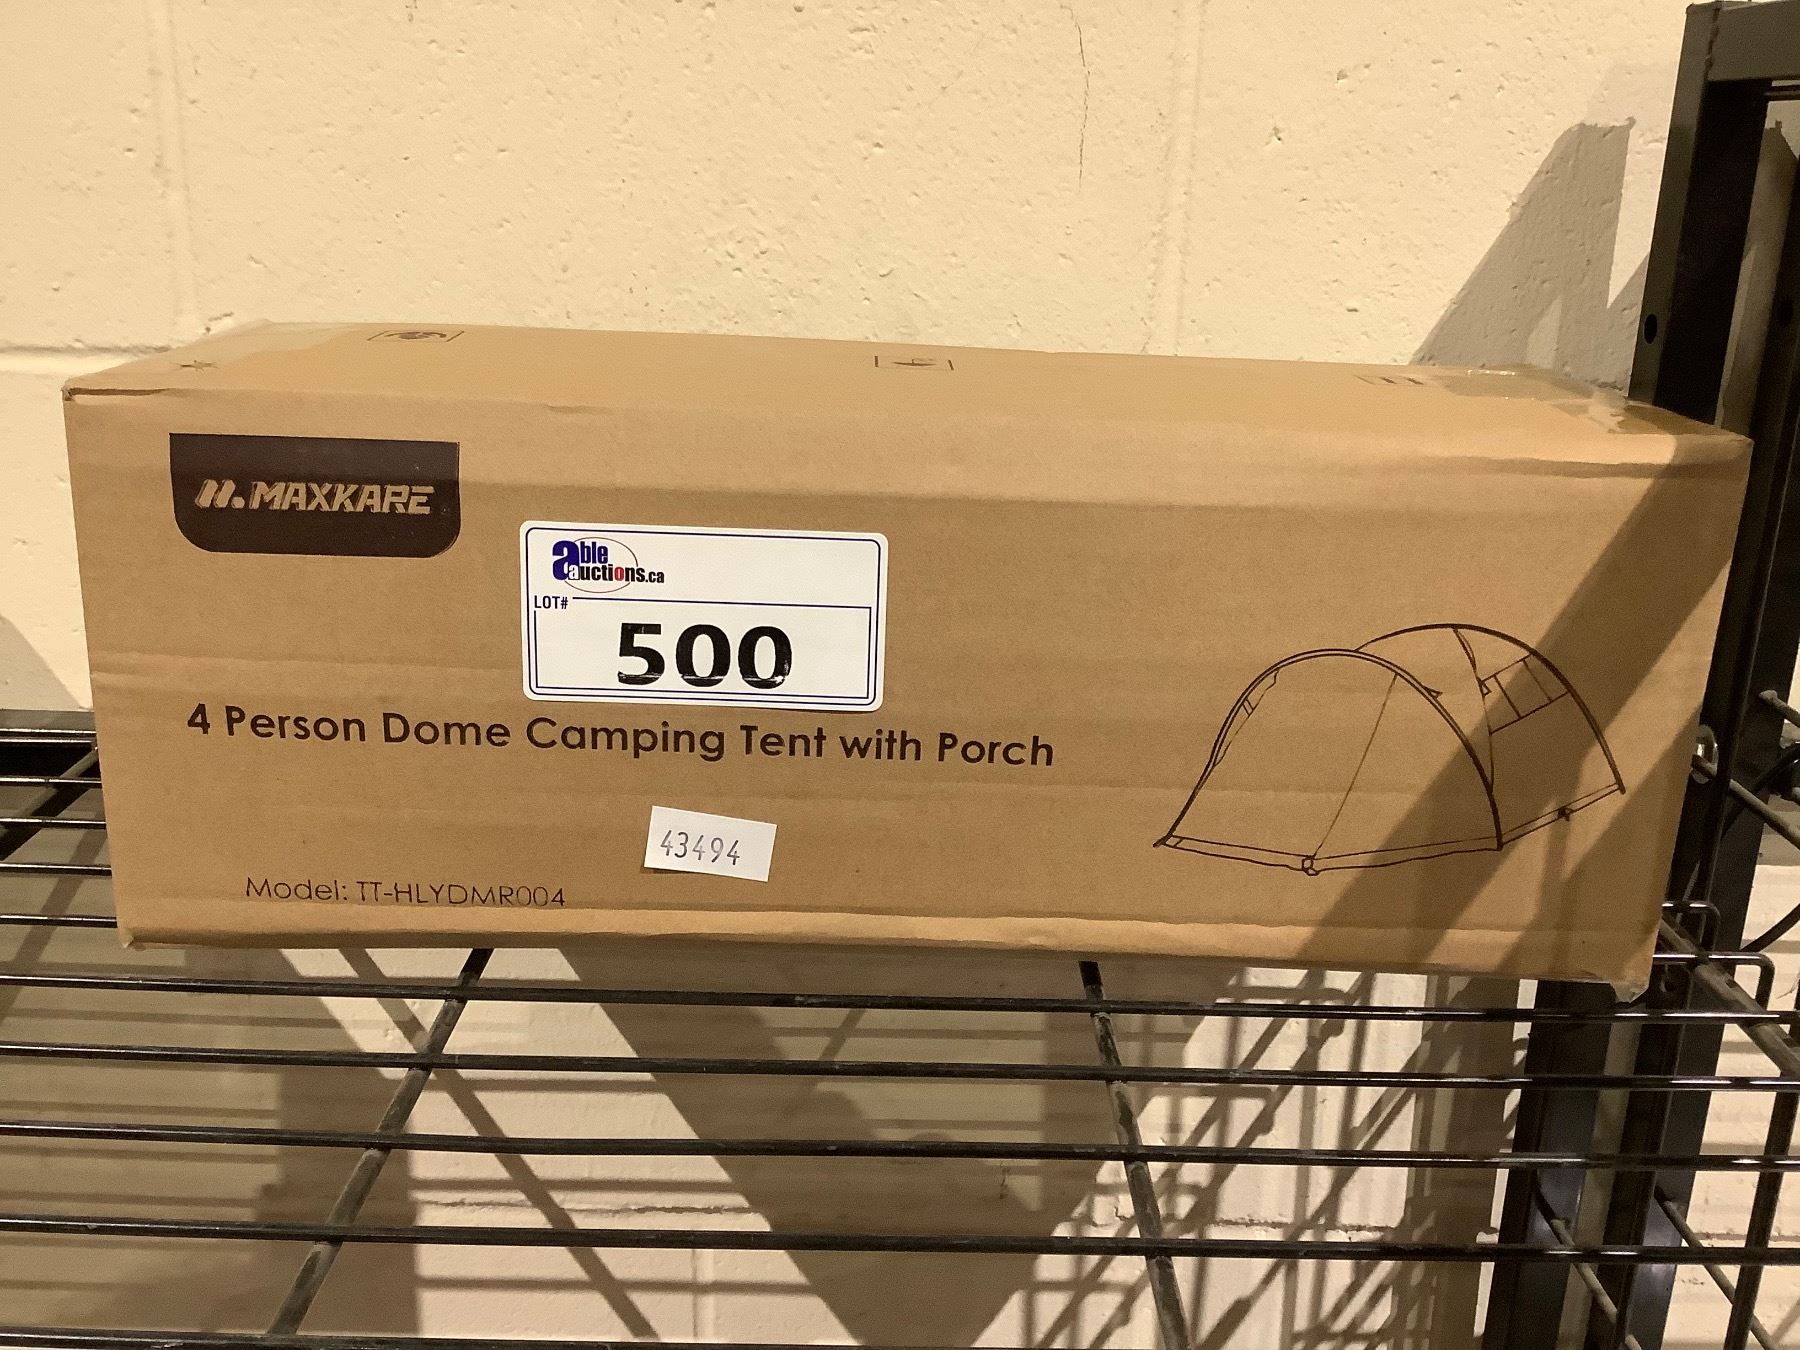 MAXKARE
able
auctions.ca
LOT#
500
4 Person Dome Camping Tent with Porch
43494
Model: TT-HLYDMR004